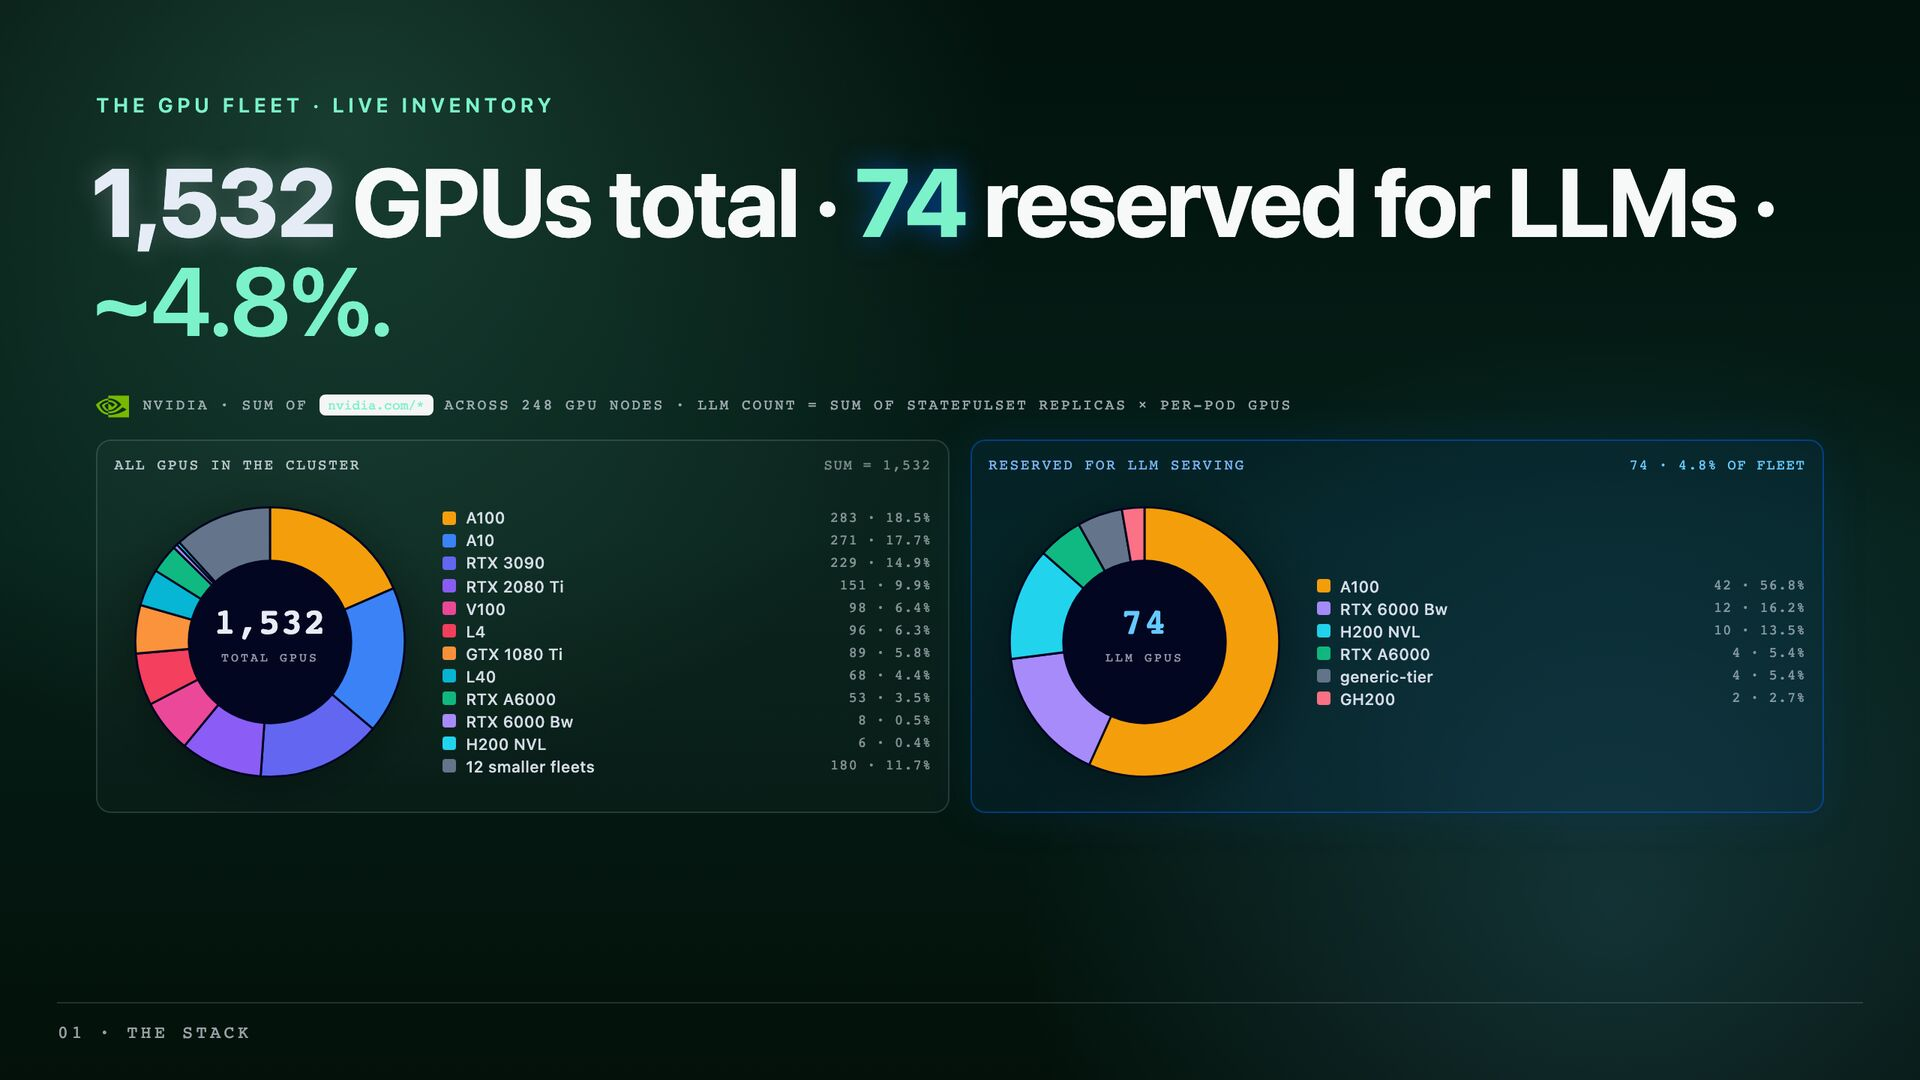 THE GPU FLEET · LIVE INVENTORY
1,532 GPUs total · 74 reserved for LLMs ·
~4.8%.
NVIDIA · SUM OF nvidia.com/* ACROSS 248 GPU NODES · LLM COUNT = SUM OF STATEFULSET REPLICAS × PER-POD GPUS
ALL GPUS IN THE CLUSTER SUM = 1,532
1,532
TOTAL GPUS
A100 283 · 18.5%
A10 271 · 17.7%
RTX 3090 229 · 14.9%
RTX 2080 Ti 151 · 9.9%
V100 98 · 6.4%
L4 96 · 6.3%
GTX 1080 Ti 89 · 5.8%
L40 68 · 4.4%
RTX A6000 53 · 3.5%
RTX 6000 Bw 8 · 0.5%
H200 NVL 6 · 0.4%
12 smaller fleets 180 · 11.7%
RESERVED FOR LLM SERVING 74 · 4.8% OF FLEET
74
LLM GPUS
A100 42 · 56.8%
RTX 6000 Bw 12 · 16.2%
H200 NVL 10 · 13.5%
RTX A6000 4 · 5.4%
generic-tier 4 · 5.4%
GH200 2 · 2.7%
01 · THE STACK